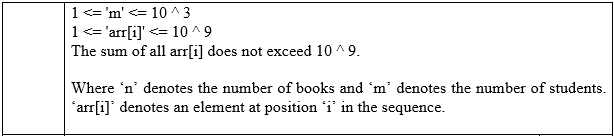 1 <= 'm' <= 10 ^ 3
1 <= 'arr[i]' <= 10 ^ 9
The sum of all arr[i] does not exceed 10 ^ 9.
Where ‘n’ denotes the number of books and ‘m’ denotes the number of students.
‘arr[i]’ denotes an element at position ‘i’ in the sequence.